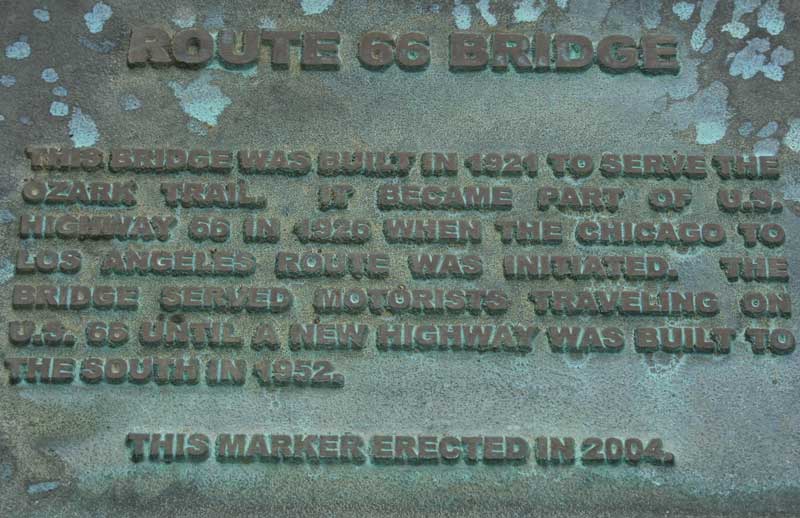 ROUTE 66 BRIDGE
THIS BRIDGE WAS BUILT IN 1921 TO SERVE THE
OZARK TRAIL. IT BECAME PART OF U.S.
HIGHWAY 66 IN 1926 WHEN THE CHICAGO TO
LOS ANGELES ROUTE WAS INITIATED. THE
BRIDGE SERVED MOTORISTS TRAVELING ON
U.S. 66 UNTIL A NEW HIGHWAY WAS BUILT TO
THE SOUTH IN 1952.
THIS MARKER ERECTED IN 2004.